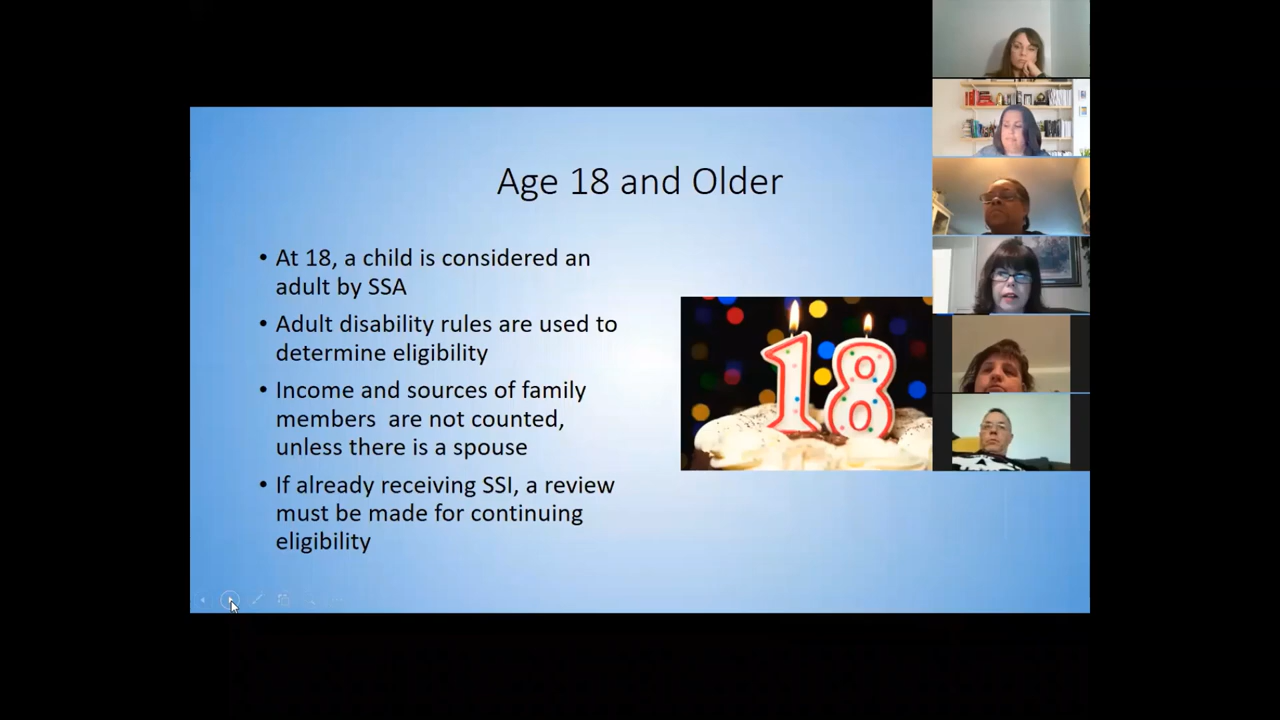 Age 18 and Older
• At 18, a child is considered an
adult by SSA
• Adult disability rules are used to
determine eligibility
• Income and sources of family
members  are not counted,
unless there is a spouse
• If already receiving SSI, a review
must be made for continuing
eligibility
18